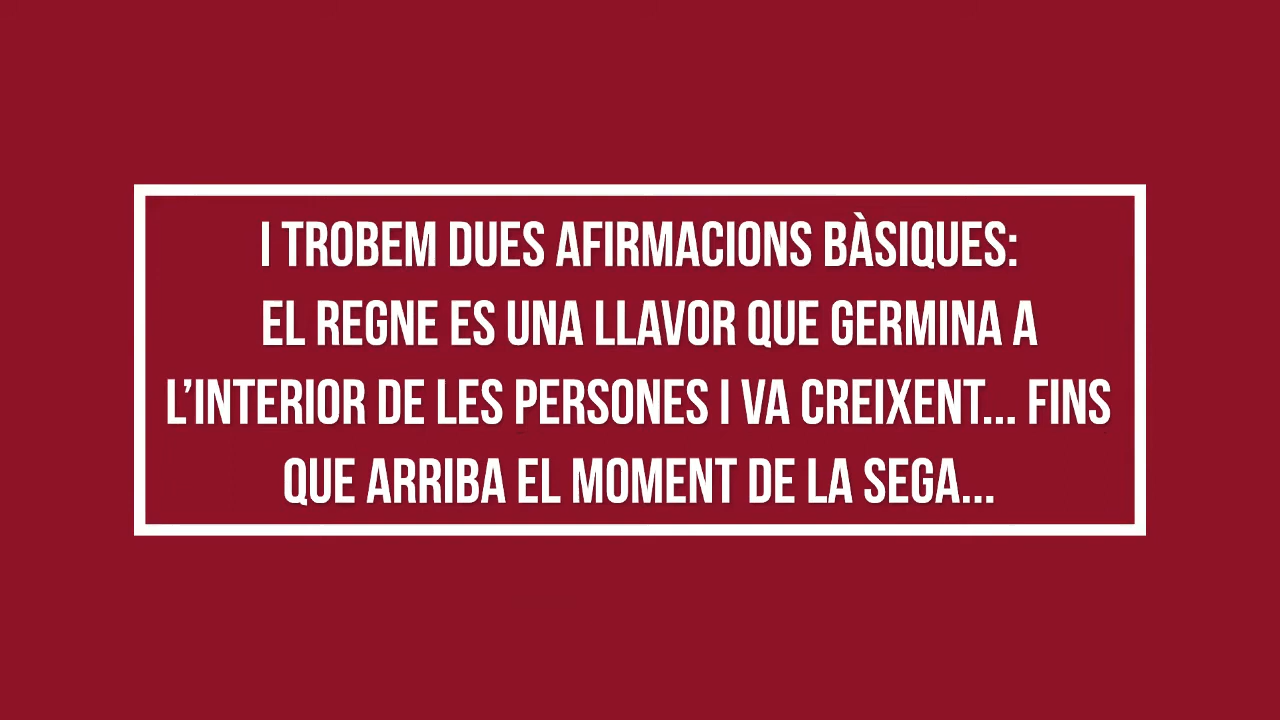 I TROBEM DUES AFIRMACIONS BÀSIQUES:
EL REGNE ES UNA LLAVOR QUE GERMINA A
L’INTERIOR DE LES PERSONES I VA CREIXENT... FINS
QUE ARRIBA EL MOMENT DE LA SEGA...